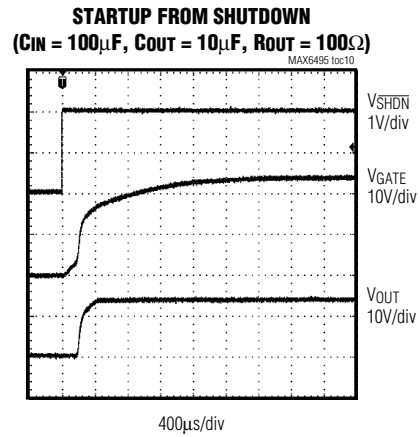 STARTUP FROM SHUTDOWN
(CIN = 100µF, COUT = 10µF, ROUT = 100Ω)
MAX6495 toc10
T
VSHDN
1V/div
VGATE
10V/div
VOUT
10V/div
400µs/div